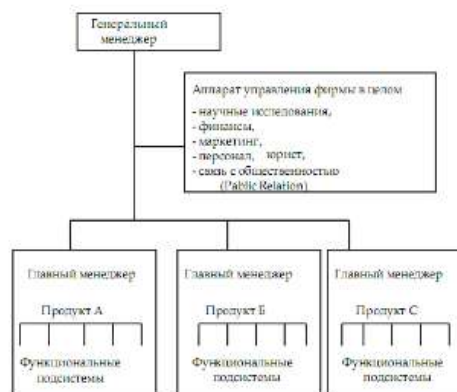 Генеральный
менеджер
Аппарат управления фирмы в целом
- научные исследования,
- финансы,
- маркетинг,
- персонал, юрист,
- связь с общественностью
(Public Relation)
Главный менеджер
Продукт А
Функциональные
подсистемы
Главный менеджер
Продукт Б
Функциональные
подсистемы
Главный менеджер
Продукт С
Функциональные
подсистемы